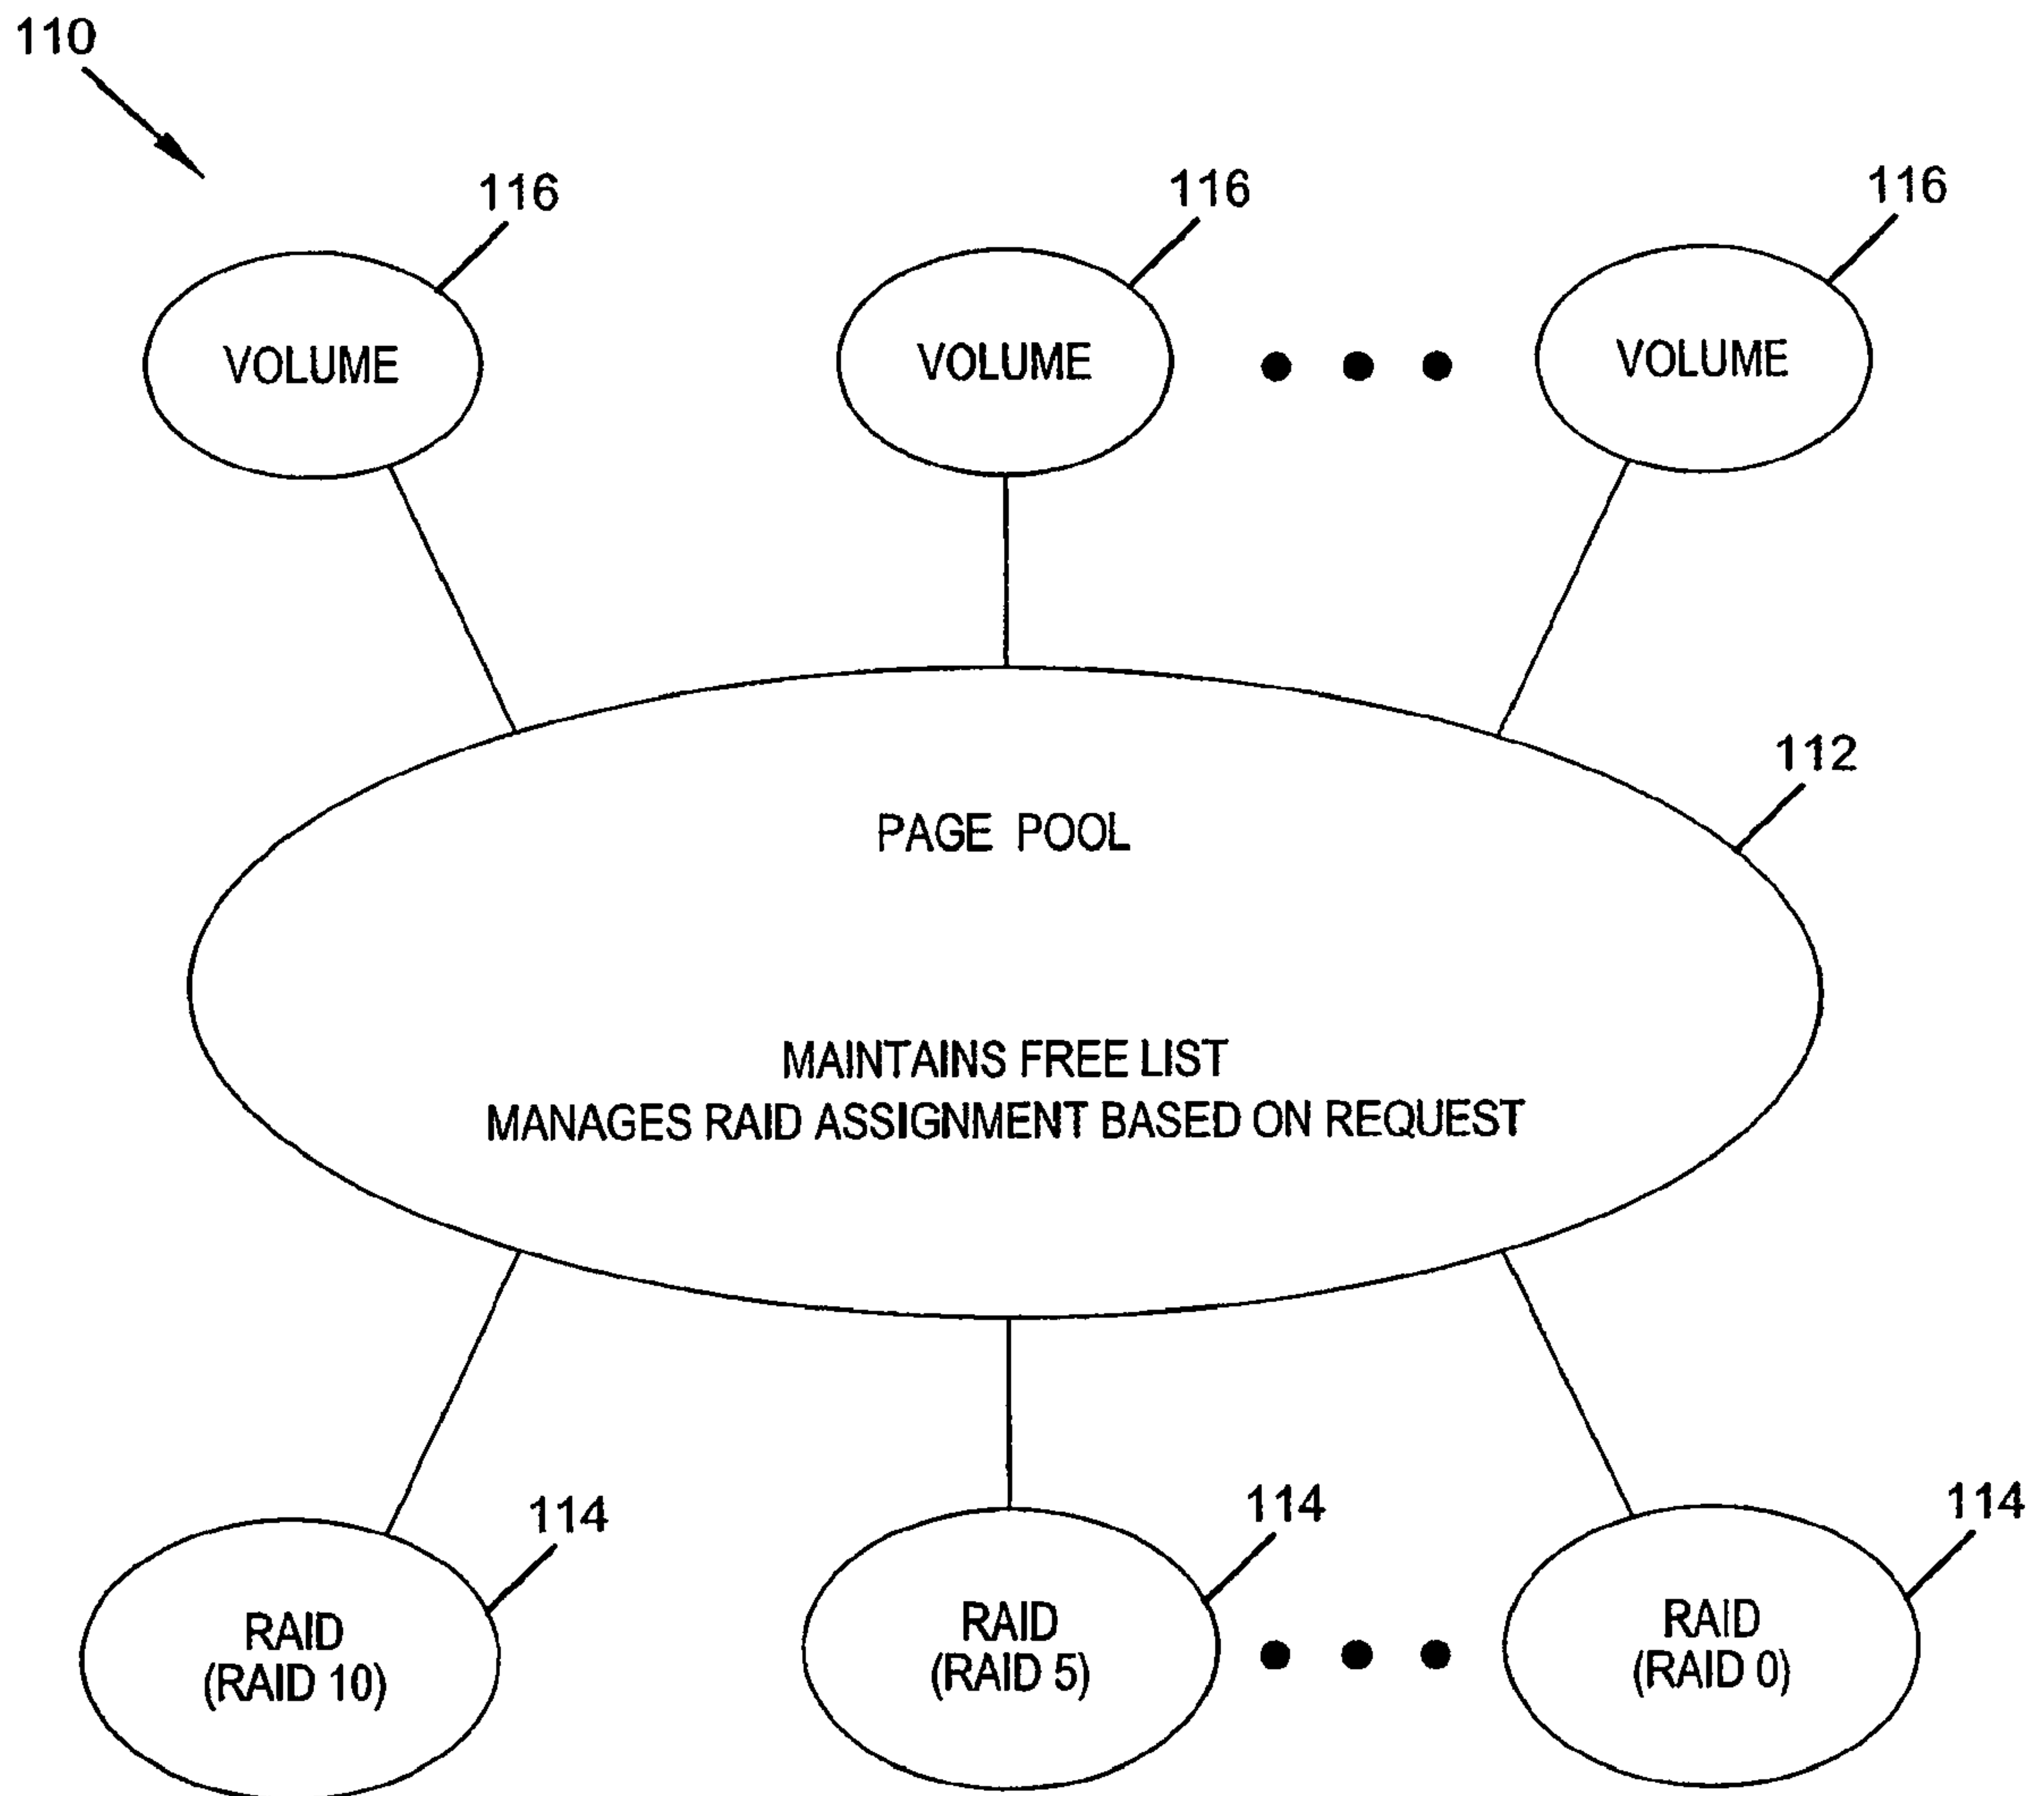 110
116
116
116
VOLUME
VOLUME
VOLUME
112
PAGE POOL
MAINTAINS FREE LIST
MANAGES RAID ASSIGNMENT BASED ON REQUEST
114
114
114
RAID
(RAID 10)
RAID
(RAID 5)
RAID
(RAID 0)